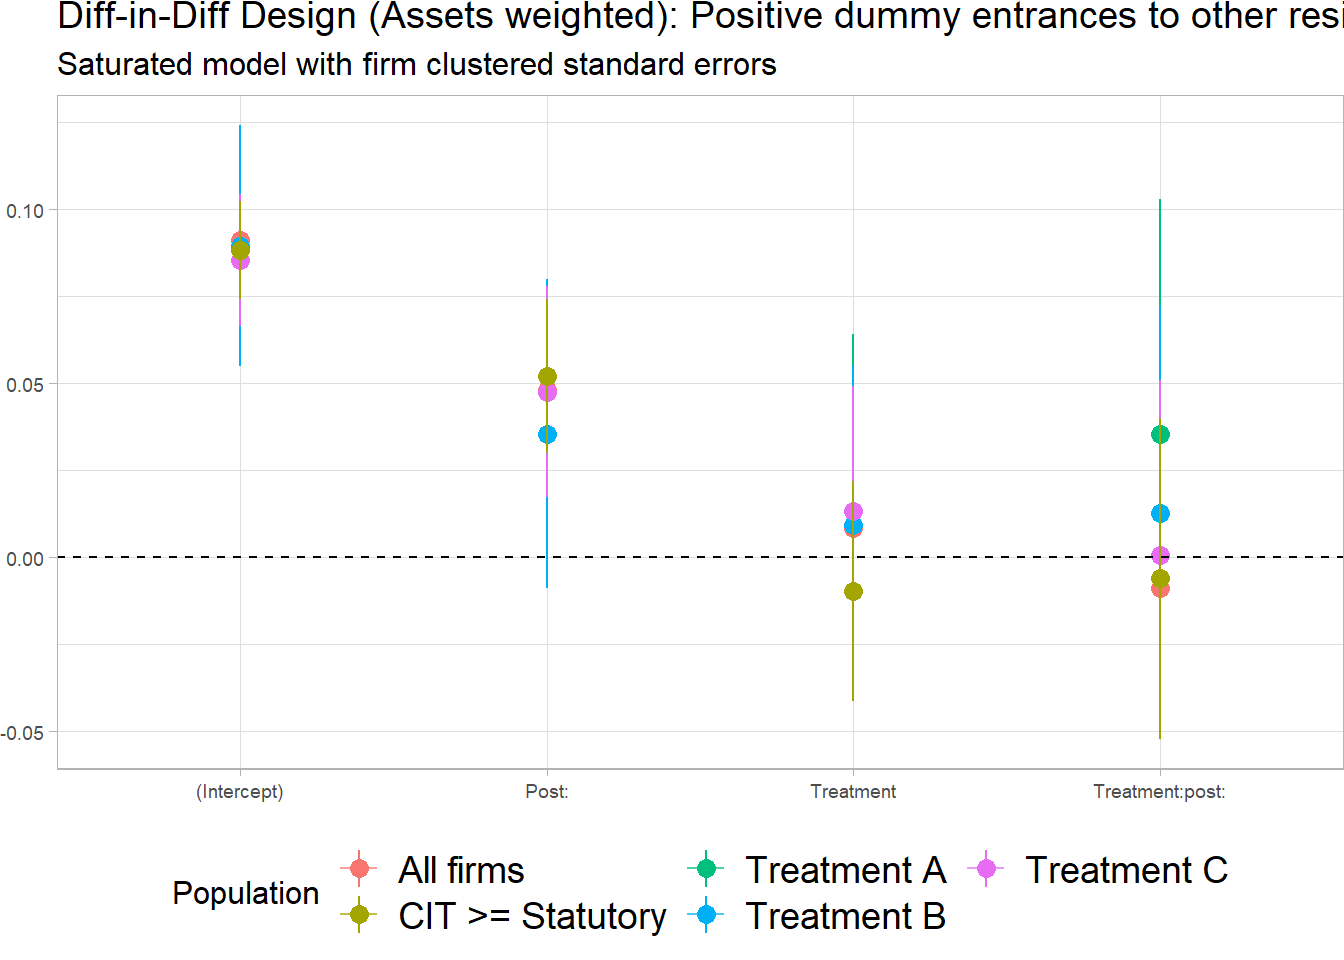 Diff-in-Diff Design (Assets weighted): Positive dummy entrances to other resi
Saturated model with firm clustered standard errors
0.10
0.05
0.00
-0.05
(Intercept) Post: Treatment Treatment:post:
Population
All firms Treatment A Treatment C
CIT >= Statutory Treatment B